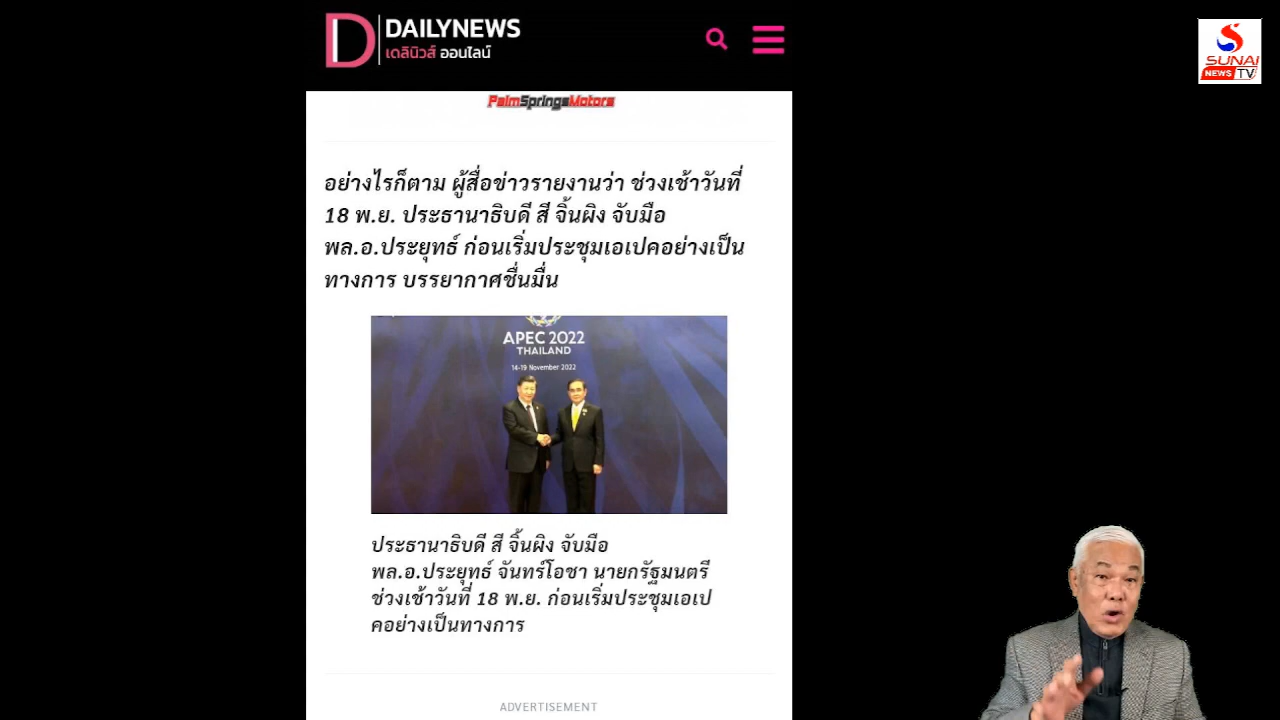 DAILYNEWS
เดลินิวส์ ออนไลน์
SUNAI
NEWS TV
PalmSpringsMotors
อย่างไรก็ตาม ผู้สื่อข่าวรายงานว่า ช่วงเช้าวันที่
18 พ.ย. ประธานาธิบดี สี จิ้นผิง จับมือ
พล.อ.ประยุทธ์ ก่อนเริ่มประชุมเอเปคอย่างเป็น
ทางการ บรรยากาศชื่นมื่น
APEC 2022
THAILAND
14-19 November 2022
ประธานาธิบดี สี จิ้นผิง จับมือ
พล.อ.ประยุทธ์ จันทร์โอชา นายกรัฐมนตรี
ช่วงเช้าวันที่ 18 พ.ย. ก่อนเริ่มประชุมเอเป
คอย่างเป็นทางการ
ADVERTISEMENT